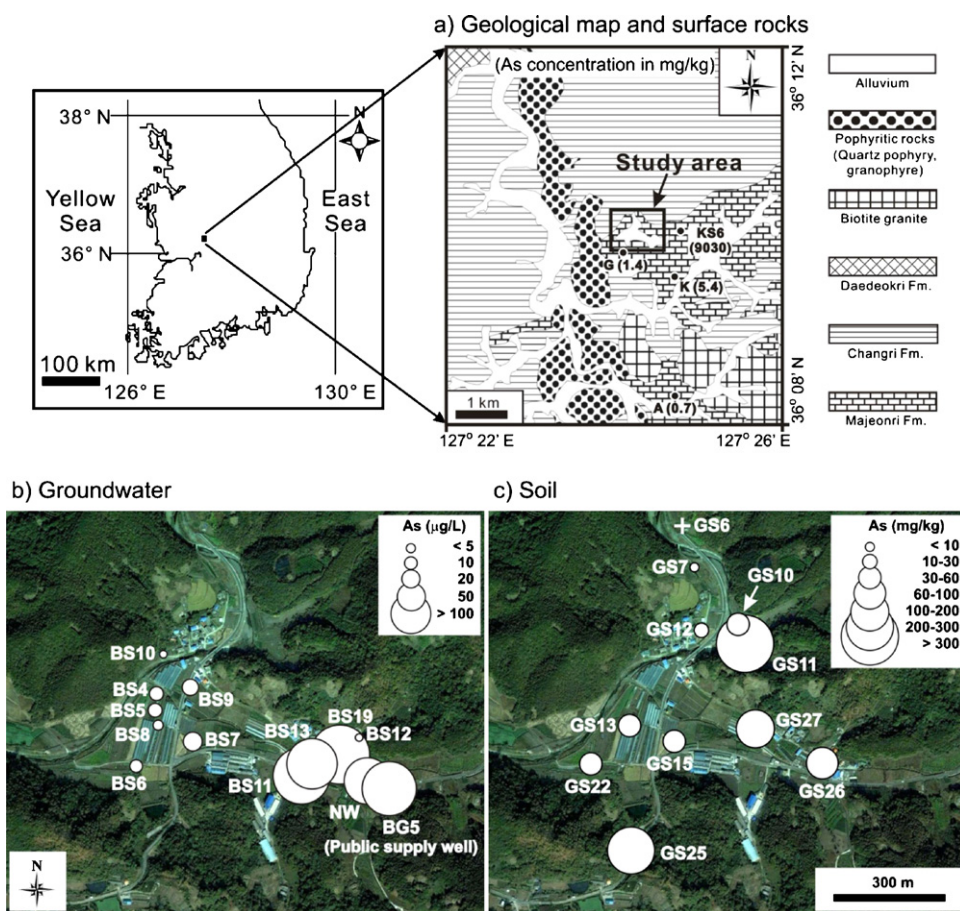 a) Geological map and surface rocks
(As concentration in mg/kg)
N
36° 12' N
Study area
KS6
(9030)
G (1.4)
K (5.4)
A (0.7)
1 km
36° 08' N
127° 22' E
127° 26' E
Alluvium
Pophyritic rocks
(Quartz pophyry,
granophyre)
Biotite granite
Daedeokri Fm.
Changri Fm.
Majeonri Fm.
38° N
N
Yellow
Sea
East
Sea
36° N
100 km
126° E
130° E
b) Groundwater
As (µg/L)
< 5
10
20
50
> 100
BS10
BS4
BS5
BS8
BS9
BS7
BS6
BS13
BS19
BS12
BS11
NW
BG5
(Public supply well)
N
c) Soil
GS6
GS7
GS10
GS12
GS11
As (mg/kg)
< 10
10-30
30-60
60-100
100-200
200-300
> 300
GS13
GS27
GS15
GS22
GS26
GS25
300 m